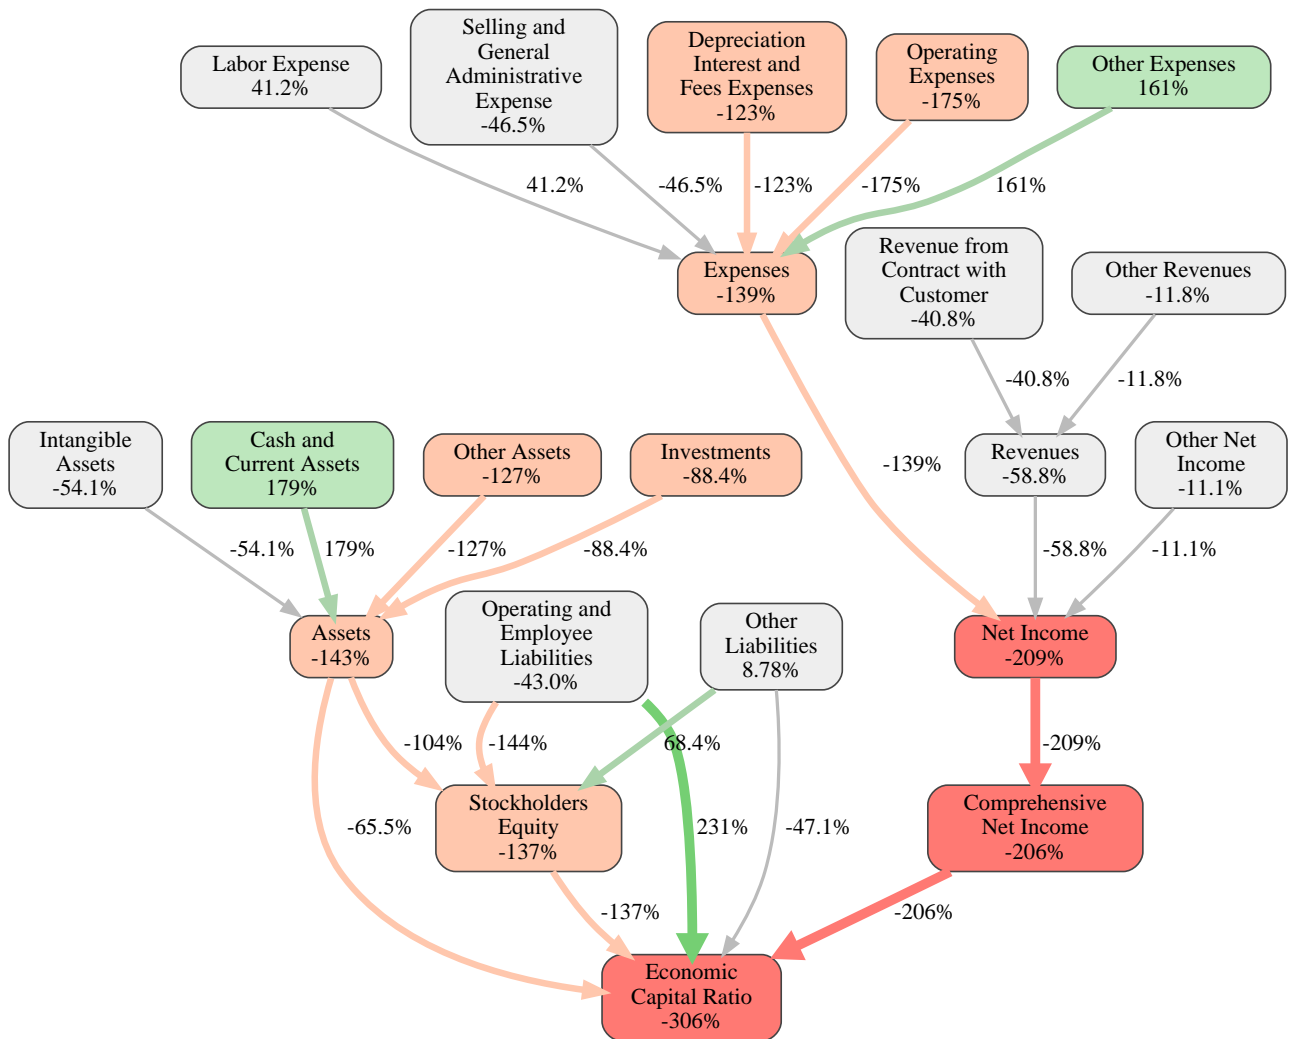 Labor Expense
41.2%
Selling and
General
Administrative
Expense
-46.5%
Depreciation
Interest and
Fees Expenses
-123%
Operating
Expenses
-175%
Other Expenses
161%
41.2%
-46.5%
-123%
-175%
161%
Expenses
-139%
Revenue from
Contract with
Customer
-40.8%
Other Revenues
-11.8%
-40.8%
-11.8%
Intangible
Assets
-54.1%
Cash and
Current Assets
179%
Other Assets
-127%
Investments
-88.4%
-139%
Revenues
-58.8%
Other Net
Income
-11.1%
-54.1%
179%
-127%
-88.4%
-58.8%
-11.1%
Assets
-143%
Operating and
Employee
Liabilities
-43.0%
Other
Liabilities
8.78%
Net Income
-209%
-104%
-144%
68.4%
-209%
-65.5%
Stockholders
Equity
-137%
231%
-47.1%
Comprehensive
Net Income
-206%
-137%
-206%
Economic
Capital Ratio
-306%